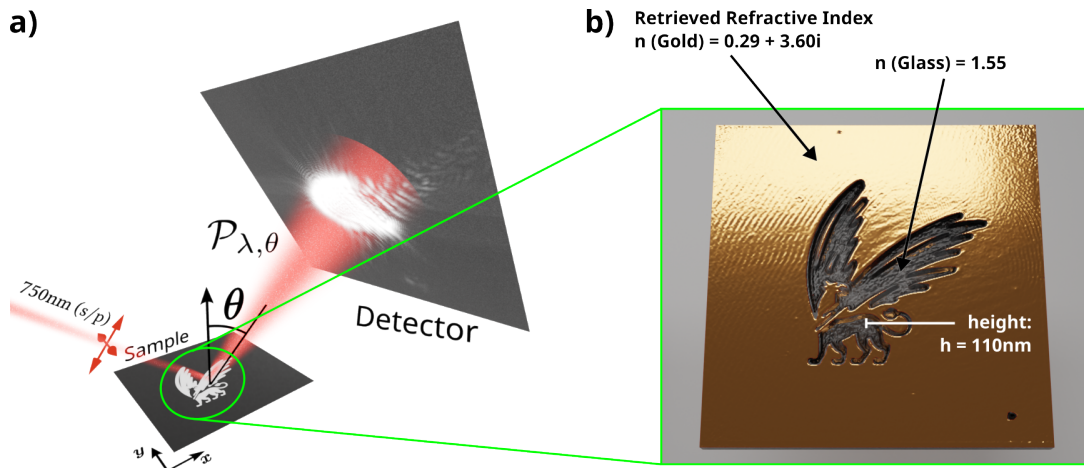 a)
750nm (s/p)
Sample
θ
𝒫λ,θ
Detector
y
x
b)
Retrieved Refractive Index
n (Gold) = 0.29 + 3.60i
n (Glass) = 1.55
height:
h = 110nm